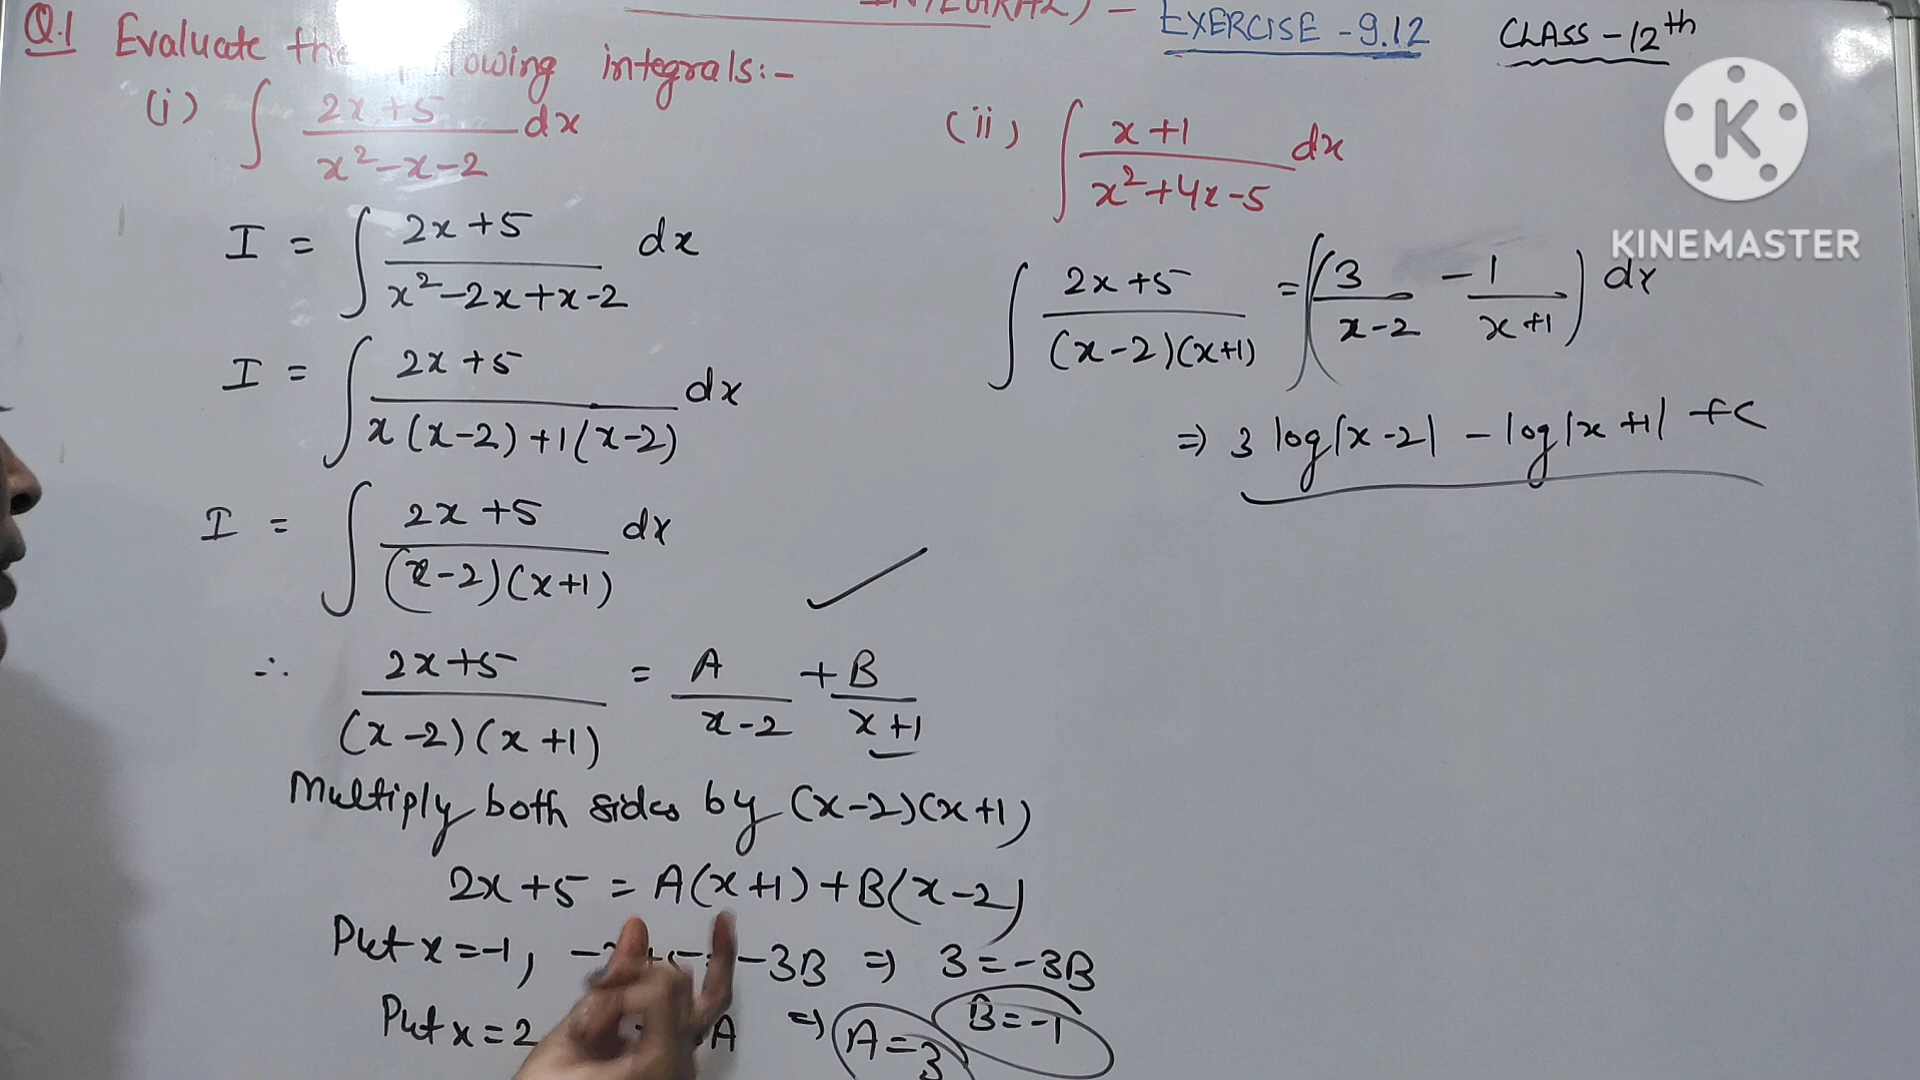 INTEGRAL) - EXERCISE - 9.12 CLASS - 12th
Q.1 Evaluate the following integrals:-
(i) ∫ (2x+5)/(x²-x-2) dx
I = ∫ (2x+5)/(x²-2x+x-2) dx
I = ∫ (2x+5)/(x(x-2)+1(x-2)) dx
I = ∫ (2x+5)/((x-2)(x+1)) dx
∴ (2x+5)/((x-2)(x+1)) = A/(x-2) + B/(x+1)
Multiply both sides by (x-2)(x+1)
2x+5 = A(x+1)+B(x-2)
Put x=-1, -3B ⇒ 3=-3B
B=-1
Put x=2 A ⇒ A=3
(ii) ∫ (x+1)/(x²+4x-5) dx
∫ (2x+5)/((x-2)(x+1)) = ∫(3/(x-2) - 1/(x+1)) dx
⇒ 3 log|x-2| - log|x+1| +c
K
KINEMASTER